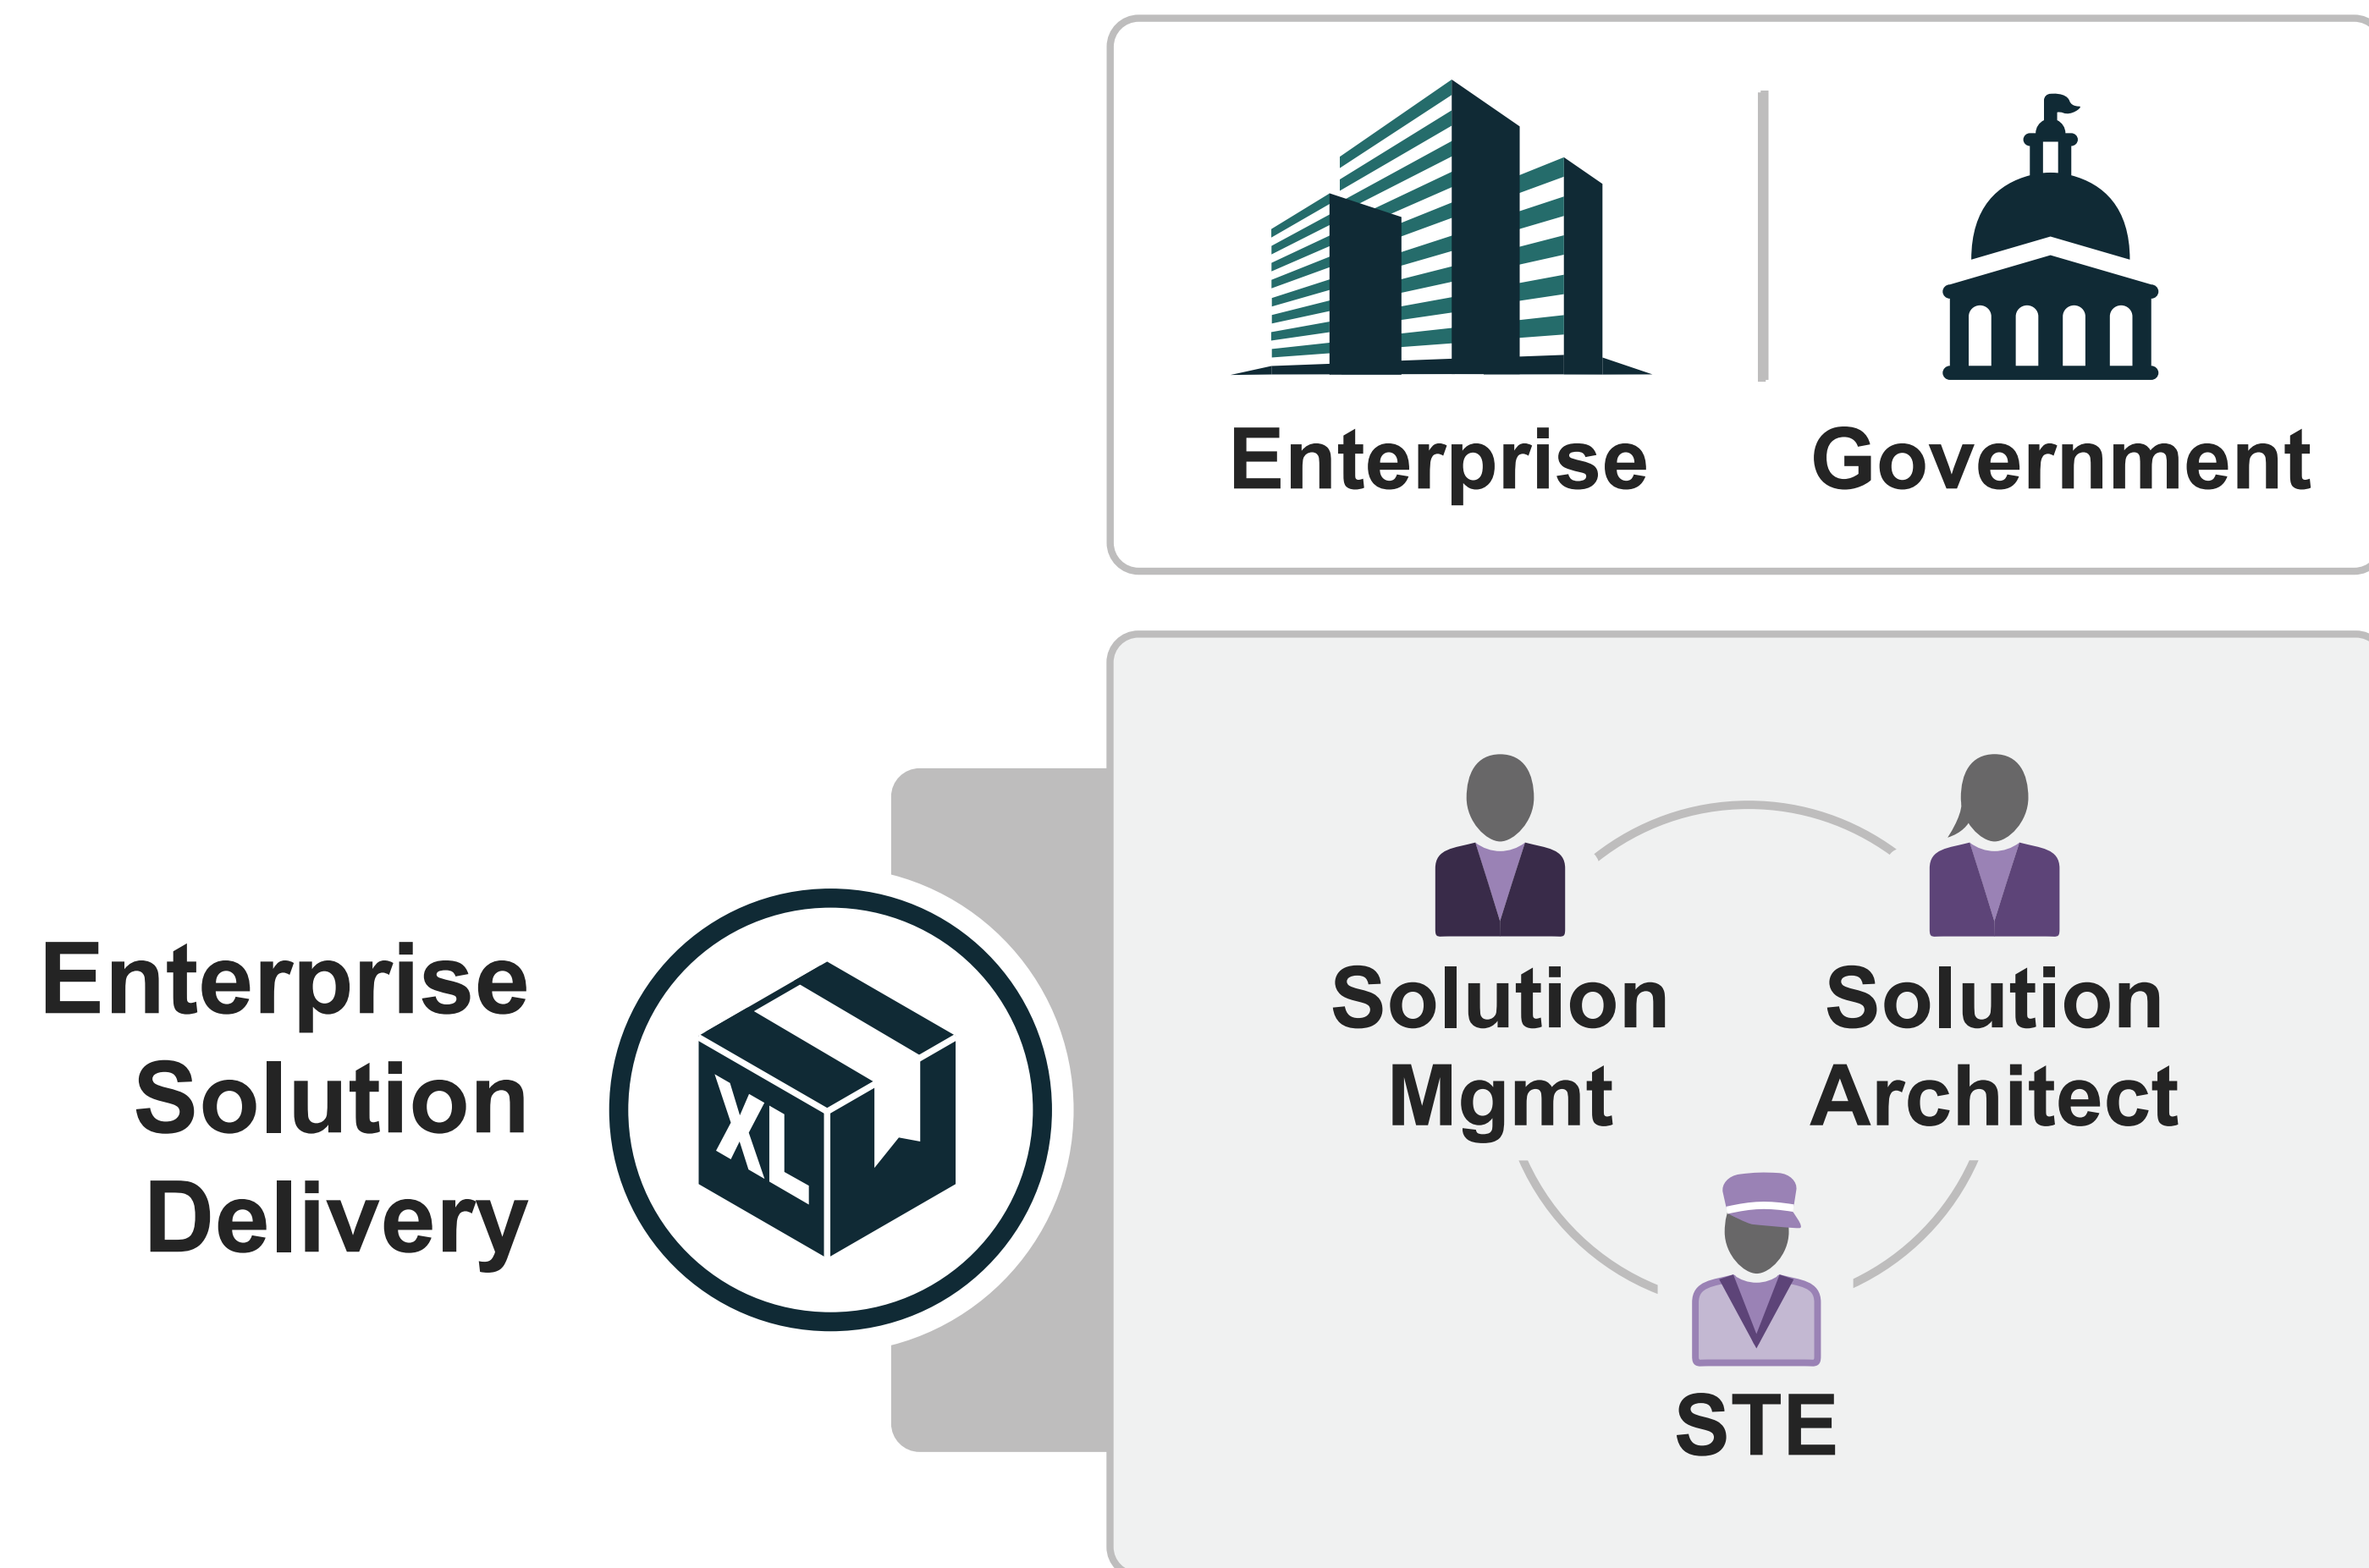 Enterprise
Government
Enterprise
Solution
Delivery
XL
Solution
Mgmt
Solution
Architect
STE